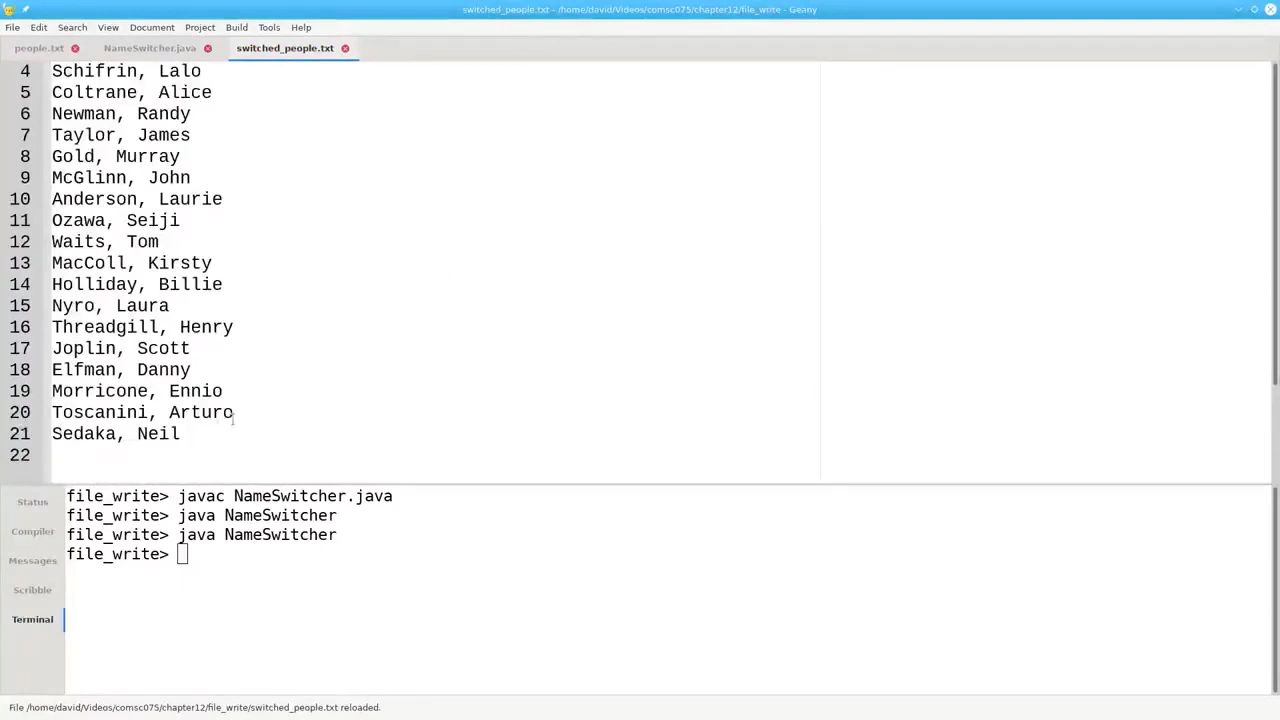 switched_people.txt - /home/david/Videos/comsc075/chapter12/file_write - Geany
File Edit Search View Document Project Build Tools Help
people.txt NameSwitcher.java switched_people.txt
4 Schifrin, Lalo
5 Coltrane, Alice
6 Newman, Randy
7 Taylor, James
8 Gold, Murray
9 McGlinn, John
10 Anderson, Laurie
11 Ozawa, Seiji
12 Waits, Tom
13 MacColl, Kirsty
14 Holliday, Billie
15 Nyro, Laura
16 Threadgill, Henry
17 Joplin, Scott
18 Elfman, Danny
19 Morricone, Ennio
20 Toscanini, Arturo
21 Sedaka, Neil
22
Status
Compiler
Messages
Scribble
Terminal
file_write> javac NameSwitcher.java
file_write> java NameSwitcher
file_write> java NameSwitcher
file_write>
File /home/david/Videos/comsc075/chapter12/file_write/switched_people.txt reloaded.